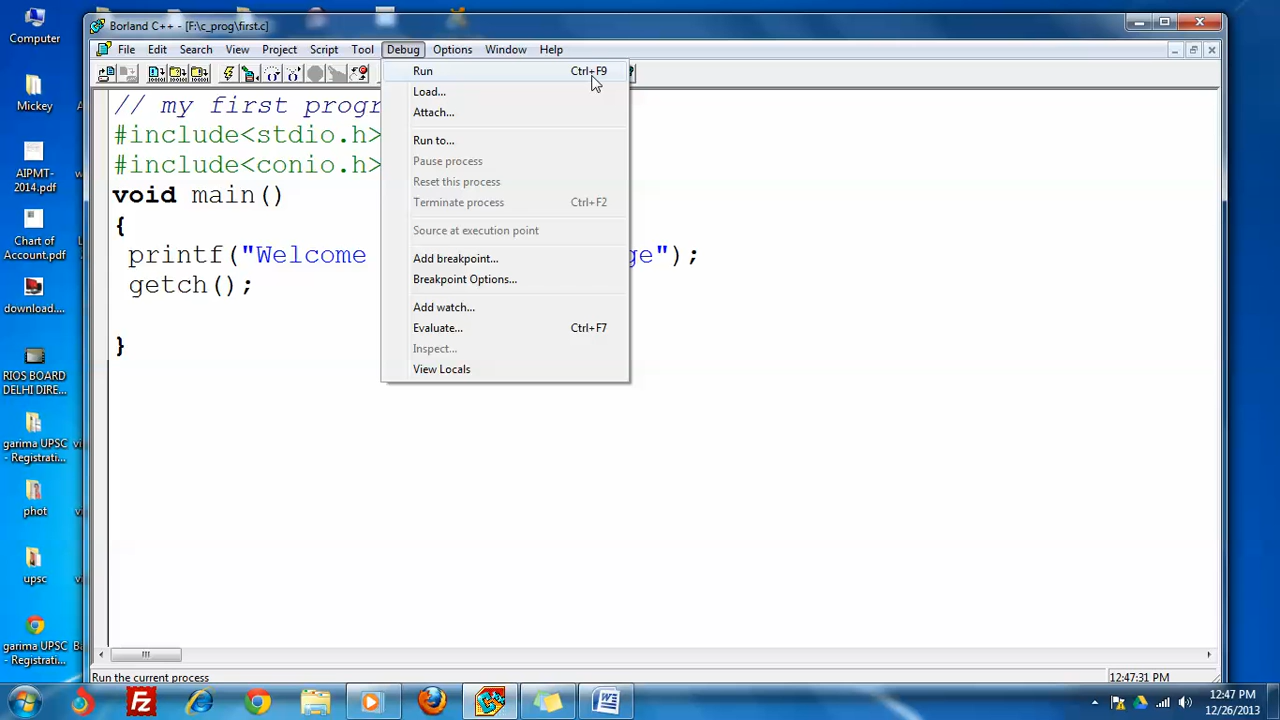 Borland C++ - [F:\c_prog\first.c]
File Edit Search View Project Script Tool Debug Options Window Help
Run Ctrl+F9
Load...
Attach...
Run to...
Pause process
Reset this process
Terminate process Ctrl+F2
Source at execution point
Add breakpoint...
Breakpoint Options...
Add watch...
Evaluate... Ctrl+F7
Inspect...
View Locals
// my first progr
#include<stdio.h>
#include<conio.h>
void main()
{
printf("Welcome ge");
getch();
}
Run the current process
12:47:31 PM
Computer
Mickey
AIPMT-
2014.pdf
Chart of
Account.pdf
download....
RIOS BOARD
DELHI DIRE...
garima UPSC
- Registrati...
phot
upsc
garima UPSC
- Registrati...
12:47 PM
12/26/2013